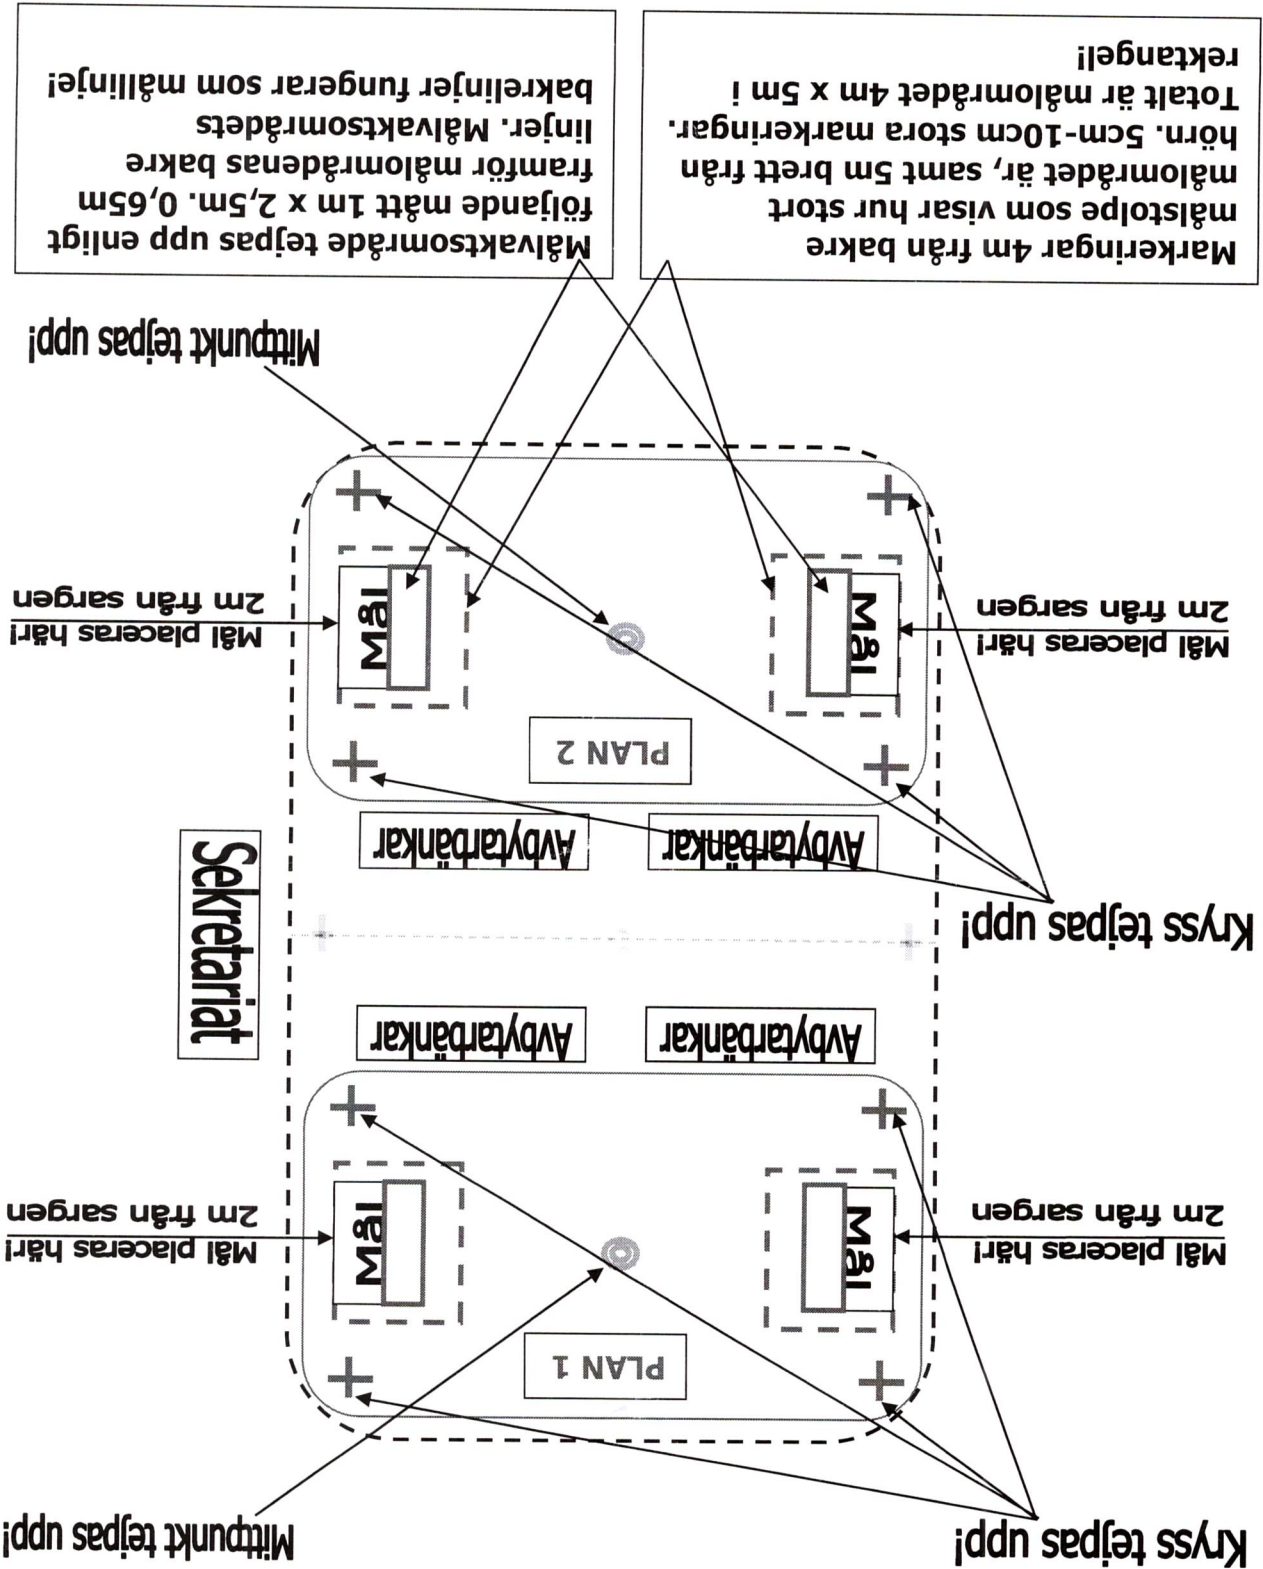 Kryss tejpas upp!
Mittpunkt tejpas upp!
PLAN 1
Mål placeras här!
2m från sargen
Mål
Mål
Mål placeras här!
2m från sargen
Avbytarbänkar
Avbytarbänkar
Sekretariat
Kryss tejpas upp!
Avbytarbänkar
Avbytarbänkar
PLAN 2
Mål placeras här!
2m från sargen
Mål
Mål
Mål placeras här!
2m från sargen
Mittpunkt tejpas upp!
Markeringar 4m från bakre
målstolpe som visar hur stort
målområdet är, samt 5m brett från
hörn. 5cm-10cm stora markeringar.
Totalt är målområdet 4m x 5m i
rektangel!
Målvaktsområde tejpas upp enligt
följande mått 1m x 2,5m. 0,65m
framför målområdenas bakre
linjer. Målvaktsområdets
bakrelinjer fungerar som mållinje!